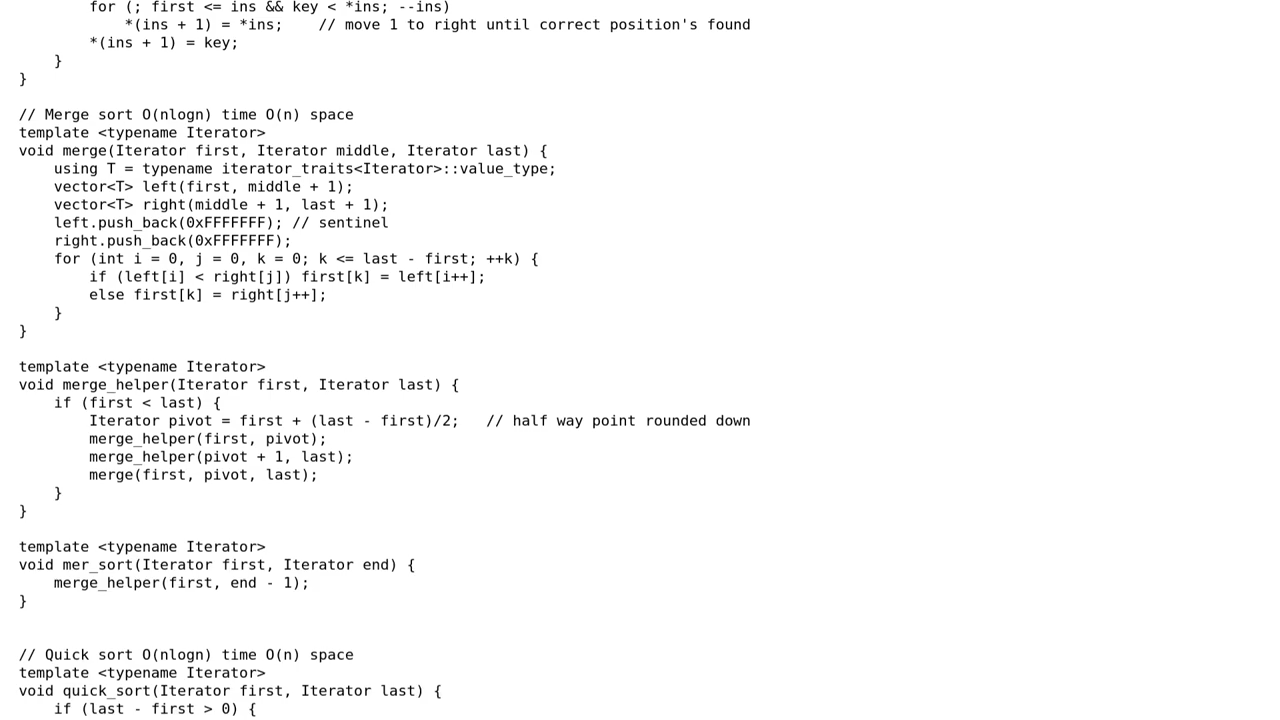 for (; first <= ins && key < *ins; --ins)
            *(ins + 1) = *ins;    // move 1 to right until correct position's found
        *(ins + 1) = key;
    }
}

// Merge sort O(nlogn) time O(n) space
template <typename Iterator>
void merge(Iterator first, Iterator middle, Iterator last) {
    using T = typename iterator_traits<Iterator>::value_type;
    vector<T> left(first, middle + 1);
    vector<T> right(middle + 1, last + 1);
    left.push_back(0xFFFFFFF); // sentinel
    right.push_back(0xFFFFFFF);
    for (int i = 0, j = 0, k = 0; k <= last - first; ++k) {
        if (left[i] < right[j]) first[k] = left[i++];
        else first[k] = right[j++];
    }
}

template <typename Iterator>
void merge_helper(Iterator first, Iterator last) {
    if (first < last) {
        Iterator pivot = first + (last - first)/2;   // half way point rounded down
        merge_helper(first, pivot);
        merge_helper(pivot + 1, last);
        merge(first, pivot, last);
    }
}

template <typename Iterator>
void mer_sort(Iterator first, Iterator end) {
    merge_helper(first, end - 1);
}


// Quick sort O(nlogn) time O(n) space
template <typename Iterator>
void quick_sort(Iterator first, Iterator last) {
    if (last - first > 0) {